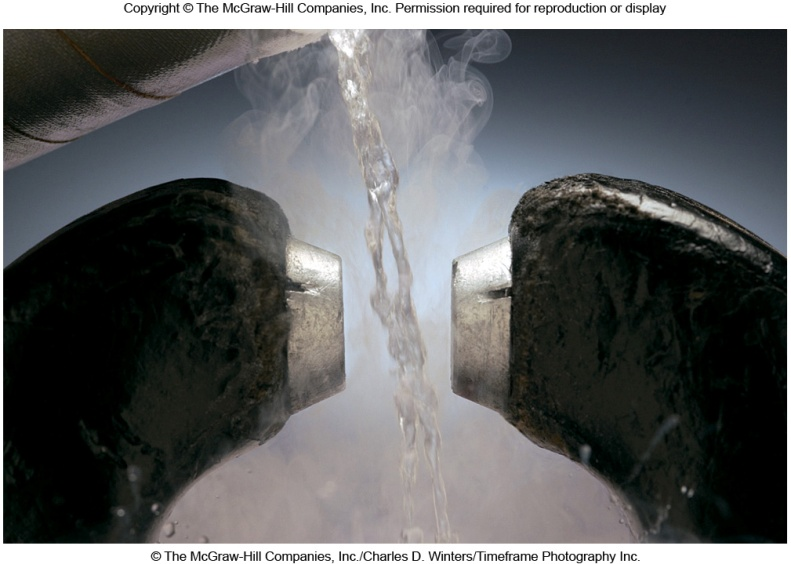 Copyright © The McGraw-Hill Companies, Inc. Permission required for reproduction or display
© The McGraw-Hill Companies, Inc./Charles D. Winters/Timeframe Photography Inc.